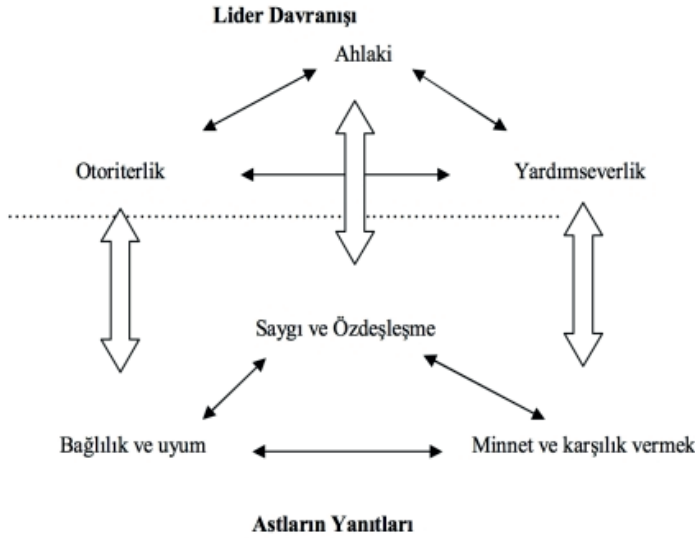 Lider Davranışı
Ahlaki
Otoriterlik
Yardımseverlik
Saygı ve Özdeşleşme
Bağlılık ve uyum
Minnet ve karşılık vermek
Astların Yanıtları